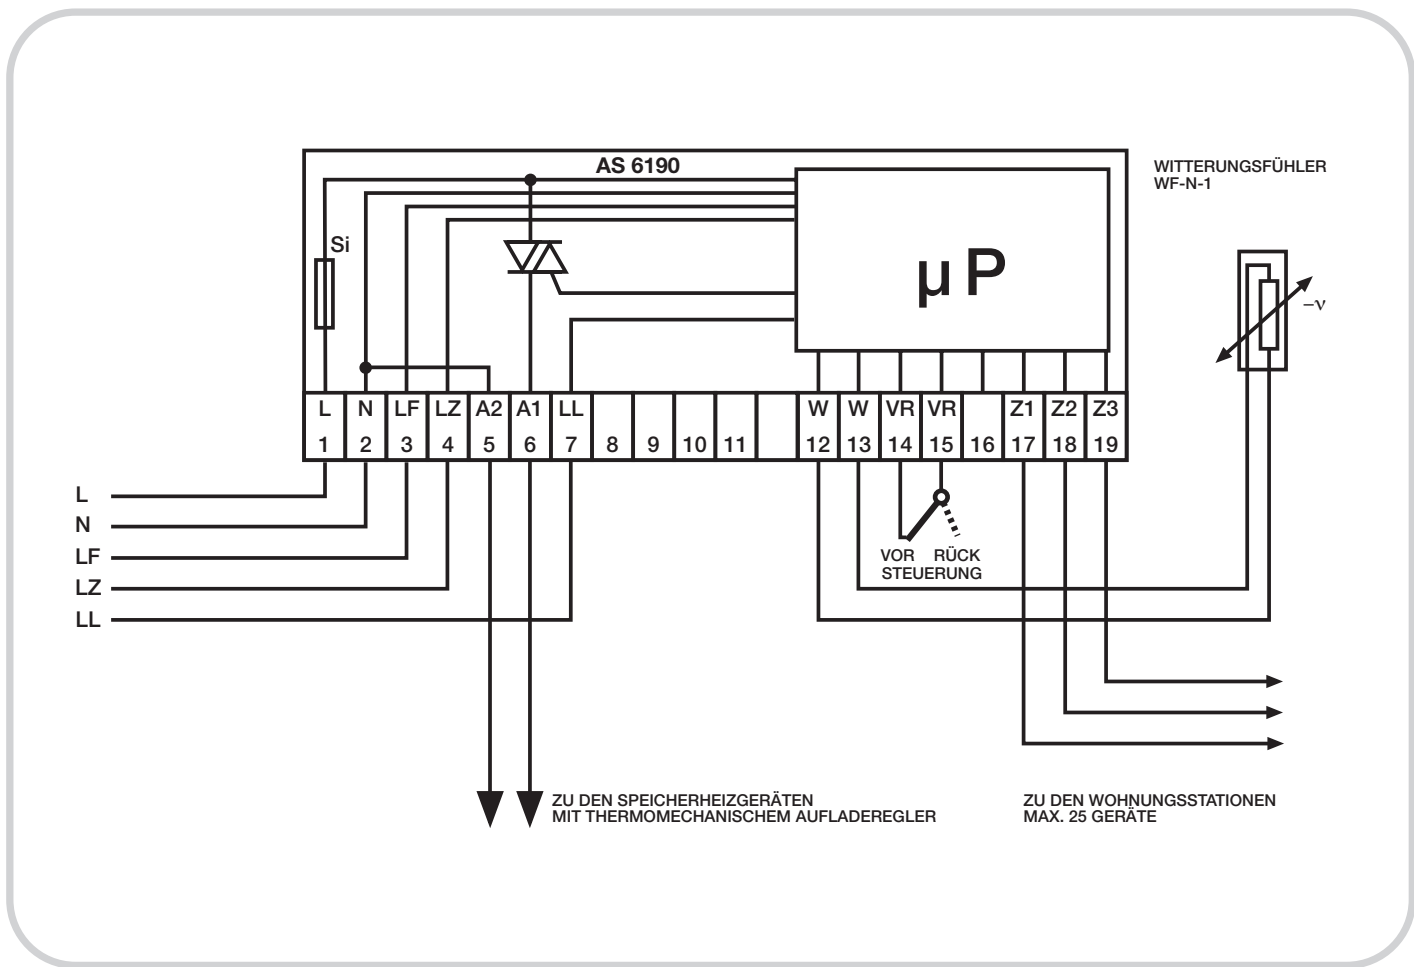 AS 6190
WITTERUNGSFÜHLER
WF-N-1
Si
µ P
–ν
L N LF LZ A2 A1 LL W W VR VR Z1 Z2 Z3
1 2 3 4 5 6 7 8 9 10 11 12 13 14 15 16 17 18 19
L
N
LF
LZ
LL
VOR RÜCK
STEUERUNG
ZU DEN SPEICHERHEIZGERÄTEN
MIT THERMOMECHANISCHEM AUFLADEREGLER
ZU DEN WOHNUNGSSTATIONEN
MAX. 25 GERÄTE